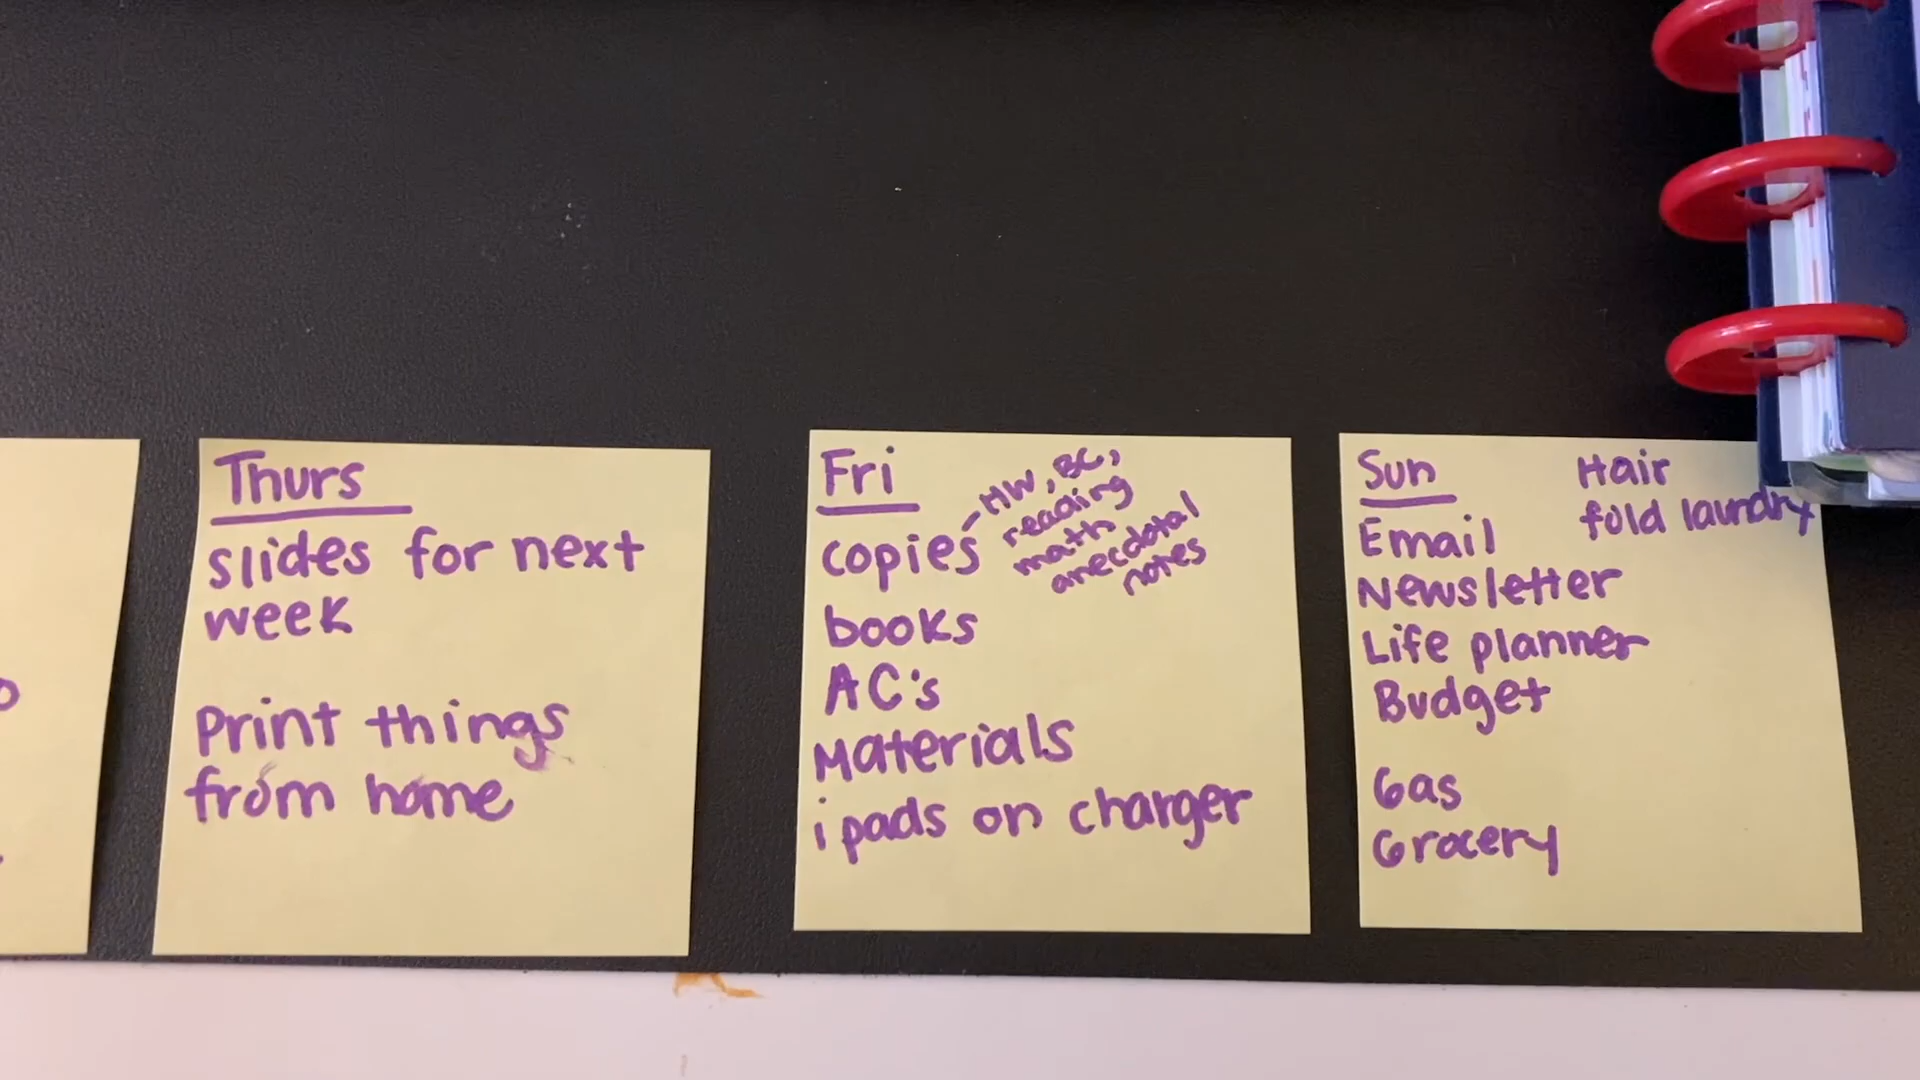 Thurs
slides for next
week
Print things
from home
Fri
copies - HW, BC,
reading
math
anecdotal
notes
books
AC's
Materials
ipads on charger
Sun
Email
Newsletter
Life planner
Budget
Gas
Grocery
Hair
fold laundry